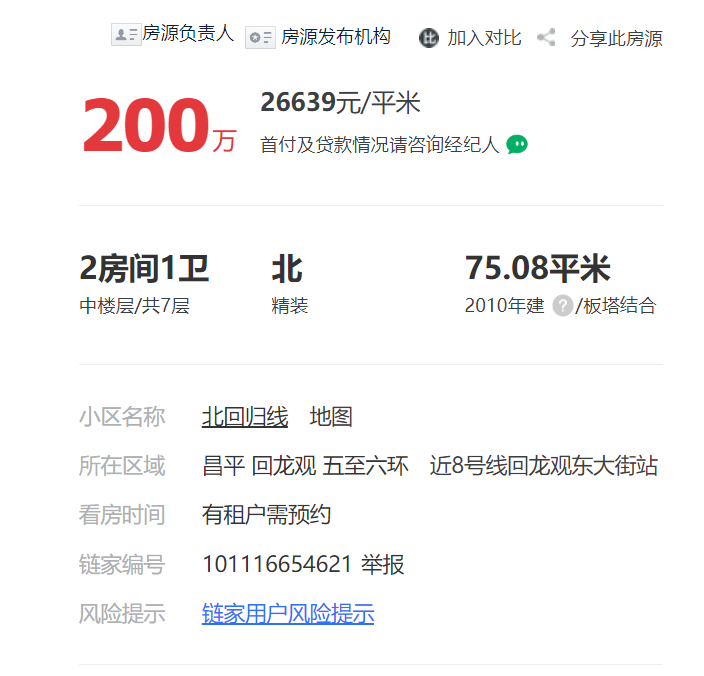 房源负责人 房源发布机构 比 加入对比 分享此房源
200万 26639元/平米
首付及贷款情况请咨询经纪人
2房间1卫 北 75.08平米
中楼层/共7层 精装 2010年建 ?/板塔结合
小区名称 北回归线 地图
所在区域 昌平 回龙观 五至六环 近8号线回龙观东大街站
看房时间 有租户需预约
链家编号 101116654621 举报
风险提示 链家用户风险提示